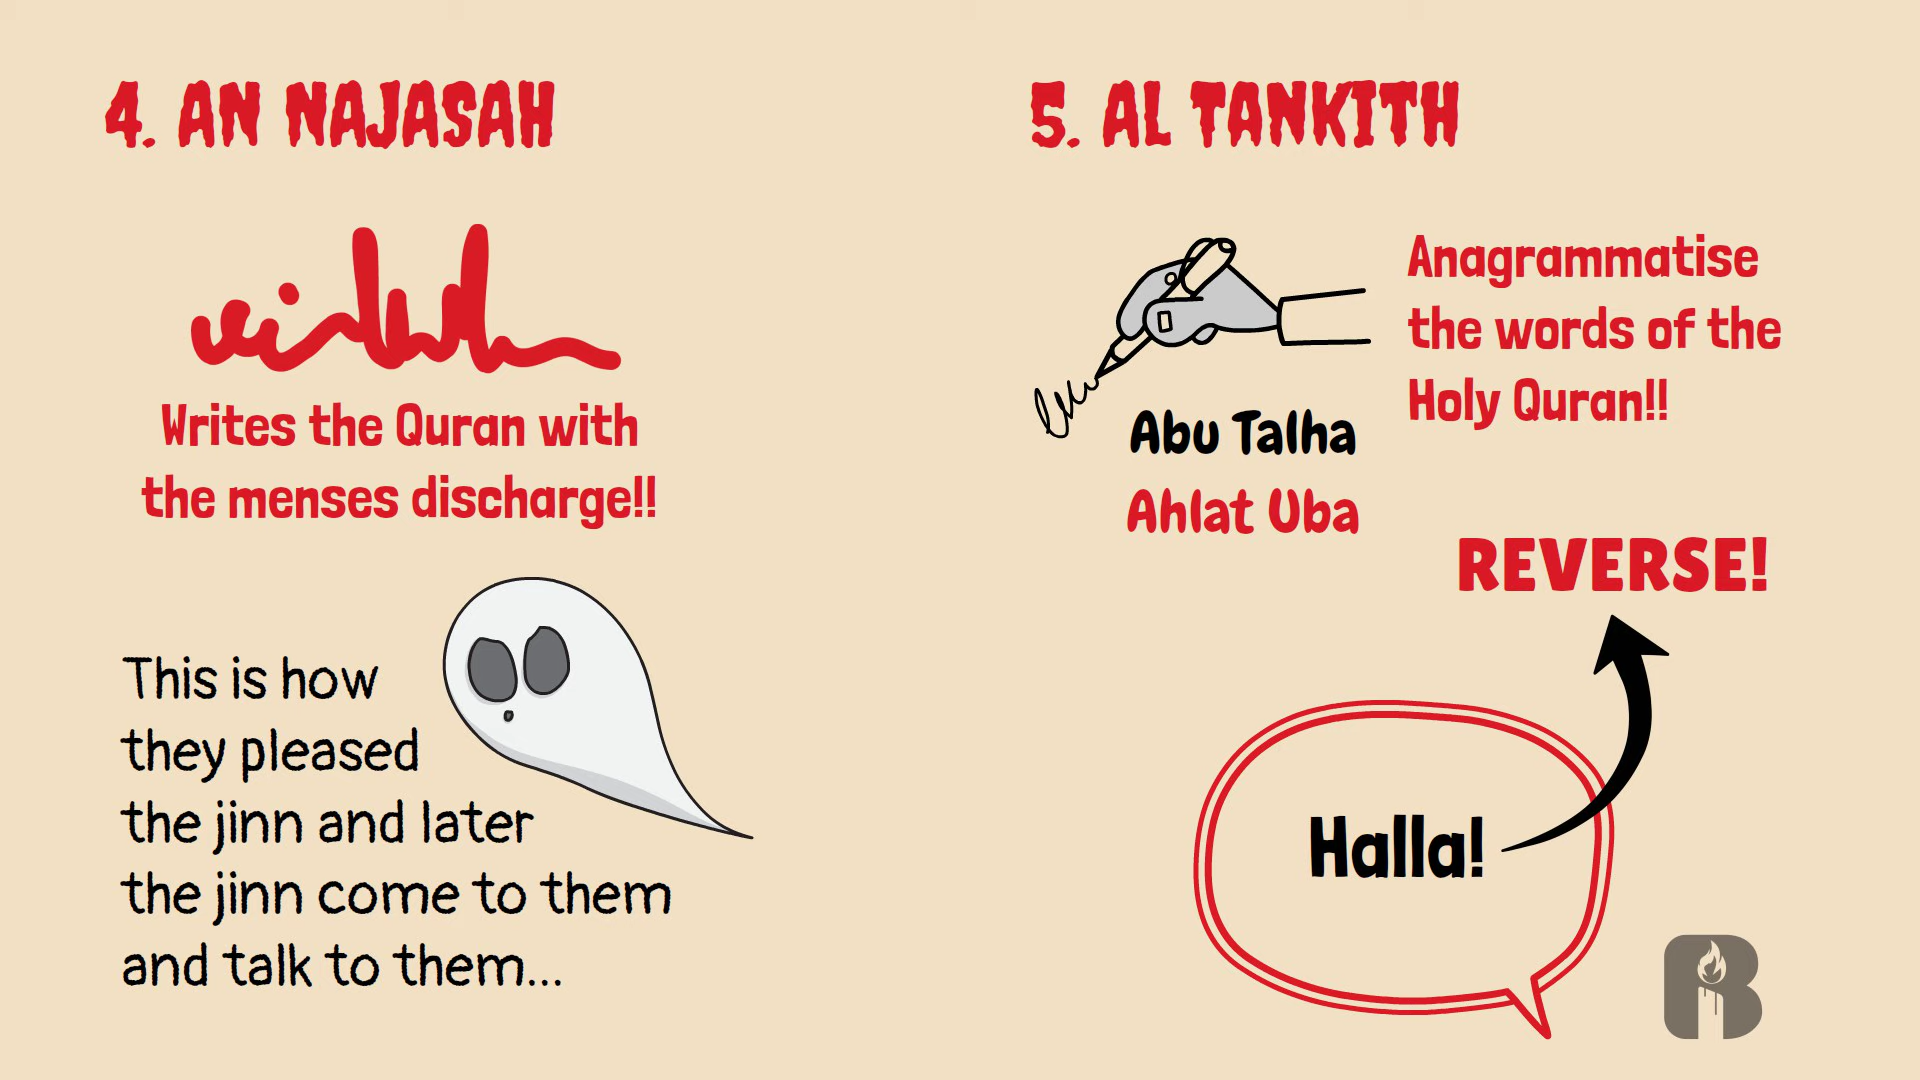 4. AN NAJASAH
Writes the Quran with
the menses discharge!!
This is how
they pleased
the jinn and later
the jinn come to them
and talk to them...
5. AL TANKITH
Anagrammatise
the words of the
Holy Quran!!
Abu Talha
Ahlat Uba
REVERSE!
Halla!
B